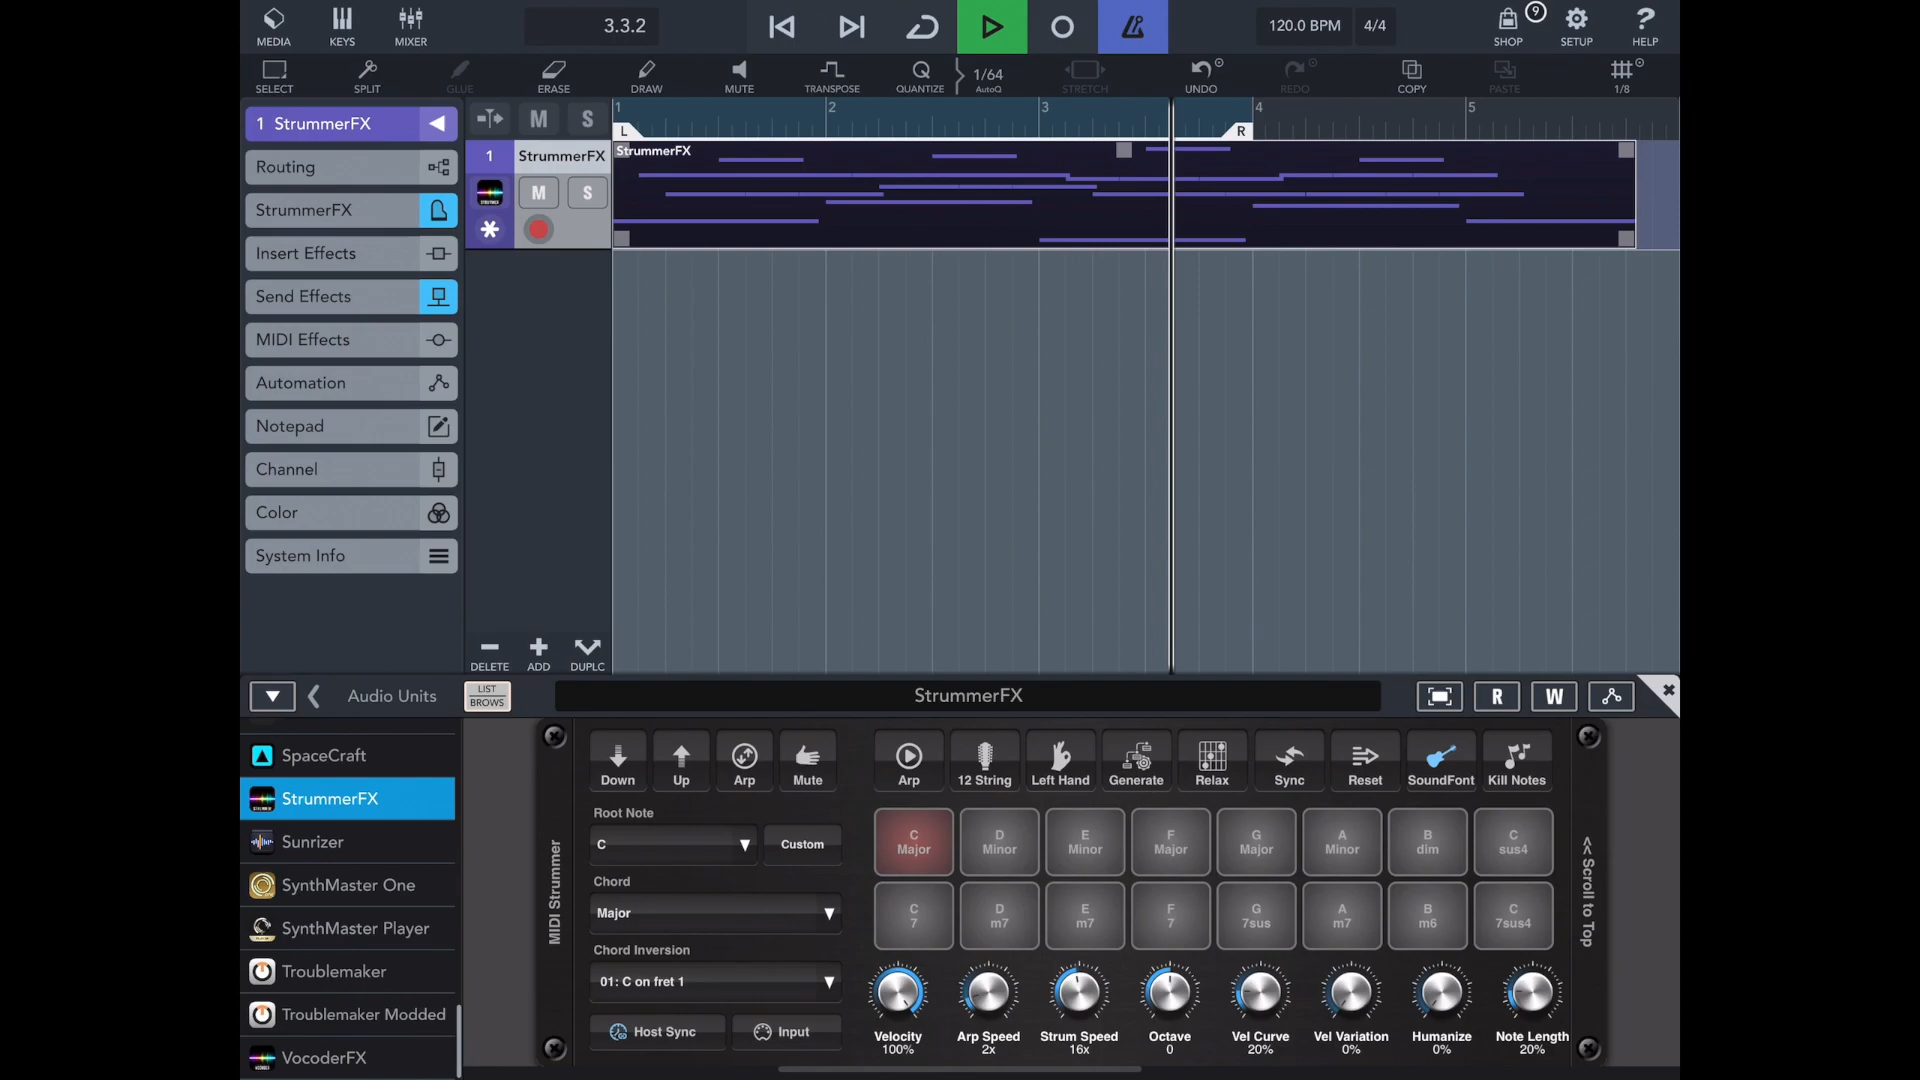 MEDIA KEYS MIXER 3.3.2 120.0 BPM 4/4 9 SHOP SETUP ? HELP
SELECT SPLIT GLUE ERASE DRAW MUTE TRANSPOSE Q QUANTIZE 1/64 AutoQ STRETCH UNDO REDO COPY PASTE 1/8
1 StrummerFX
Routing
StrummerFX
Insert Effects
Send Effects
MIDI Effects
Automation
Notepad
Channel
Color
System Info
M S
1 StrummerFX
M S
DELETE ADD DUPLC
1 2 3 4 5
L R
StrummerFX
Audio Units LIST BROWS StrummerFX R W
SpaceCraft
StrummerFX
Sunrizer
SynthMaster One
SynthMaster Player
Troublemaker
Troublemaker Modded
VocoderFX
MIDI Strummer
Down Up Arp Mute Arp 12 String Left Hand Generate Relax Sync Reset SoundFont Kill Notes
Root Note
C Custom
Chord
Major
Chord Inversion
01: C on fret 1
Host Sync Input
C Major D Minor E Minor F Major G Major A Minor B dim C sus4
C 7 D m7 E m7 F 7 G 7sus A m7 B m6 C 7sus4
Velocity Arp Speed Strum Speed Octave Vel Curve Vel Variation Humanize Note Length
100% 2x 16x 0 20% 0% 0% 20%
<< Scroll to Top